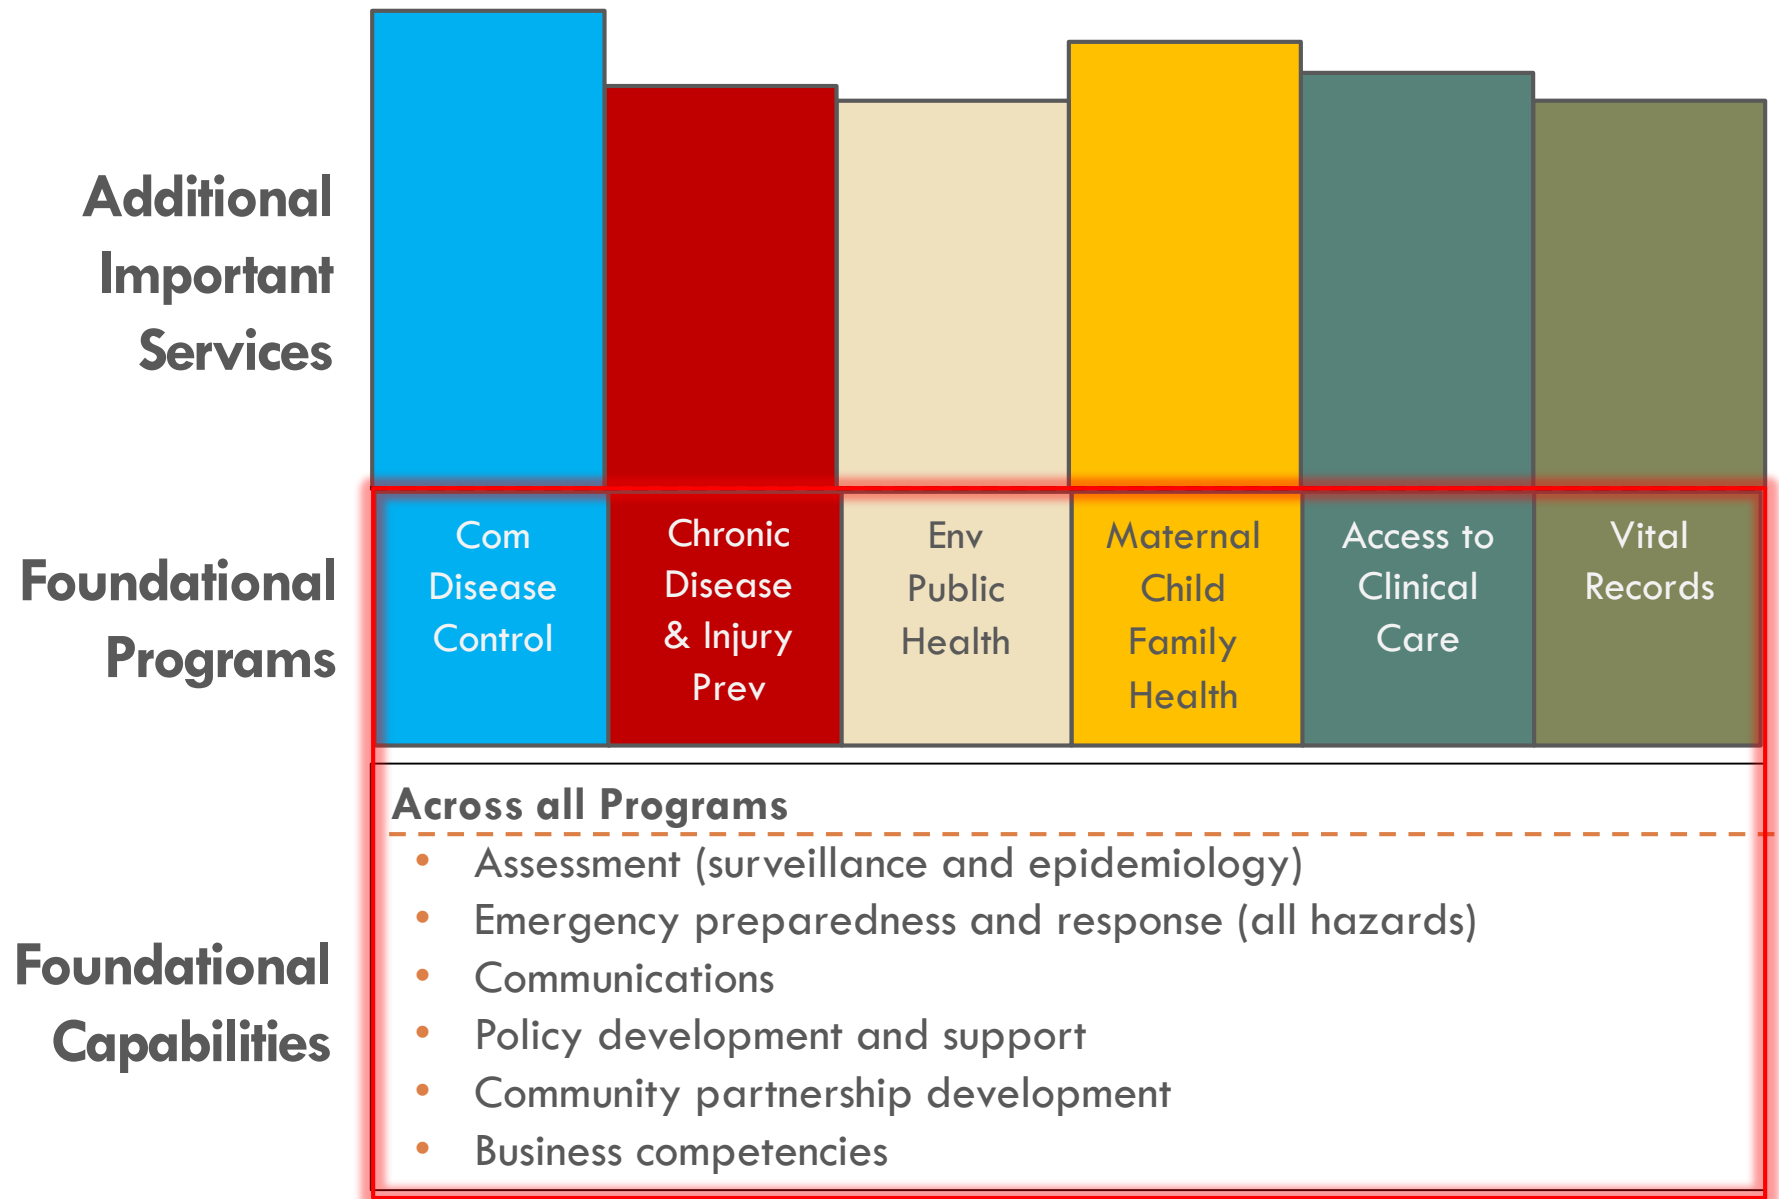 Additional
Important
Services
Foundational
Programs
Com
Disease
Control
Chronic
Disease
& Injury
Prev
Env
Public
Health
Maternal
Child
Family
Health
Access to
Clinical
Care
Vital
Records
Foundational
Capabilities
Across all Programs
• Assessment (surveillance and epidemiology)
• Emergency preparedness and response (all hazards)
• Communications
• Policy development and support
• Community partnership development
• Business competencies